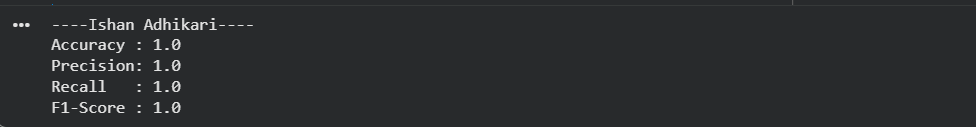 ----Ishan Adhikari----
Accuracy : 1.0
Precision: 1.0
Recall   : 1.0
F1-Score : 1.0